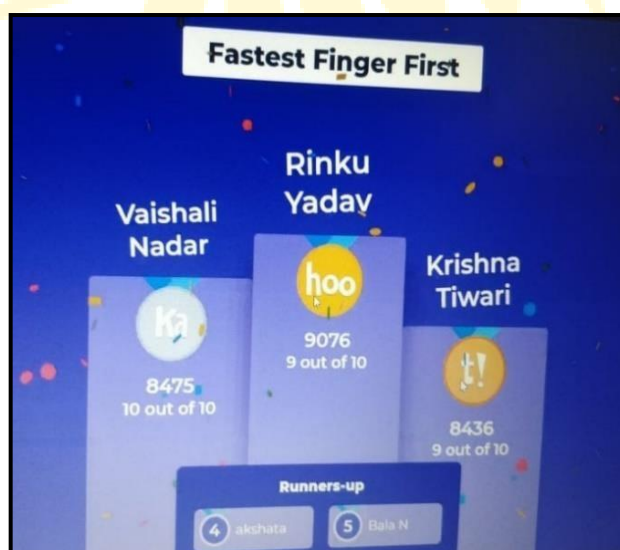 Fastest Finger First
Rinku
Yadav
Vaishali
Nadar
Krishna
Tiwari
Ka
hoo
t!
8475
10 out of 10
9076
9 out of 10
8436
9 out of 10
Runners-up
4 akshata
5 Bala N